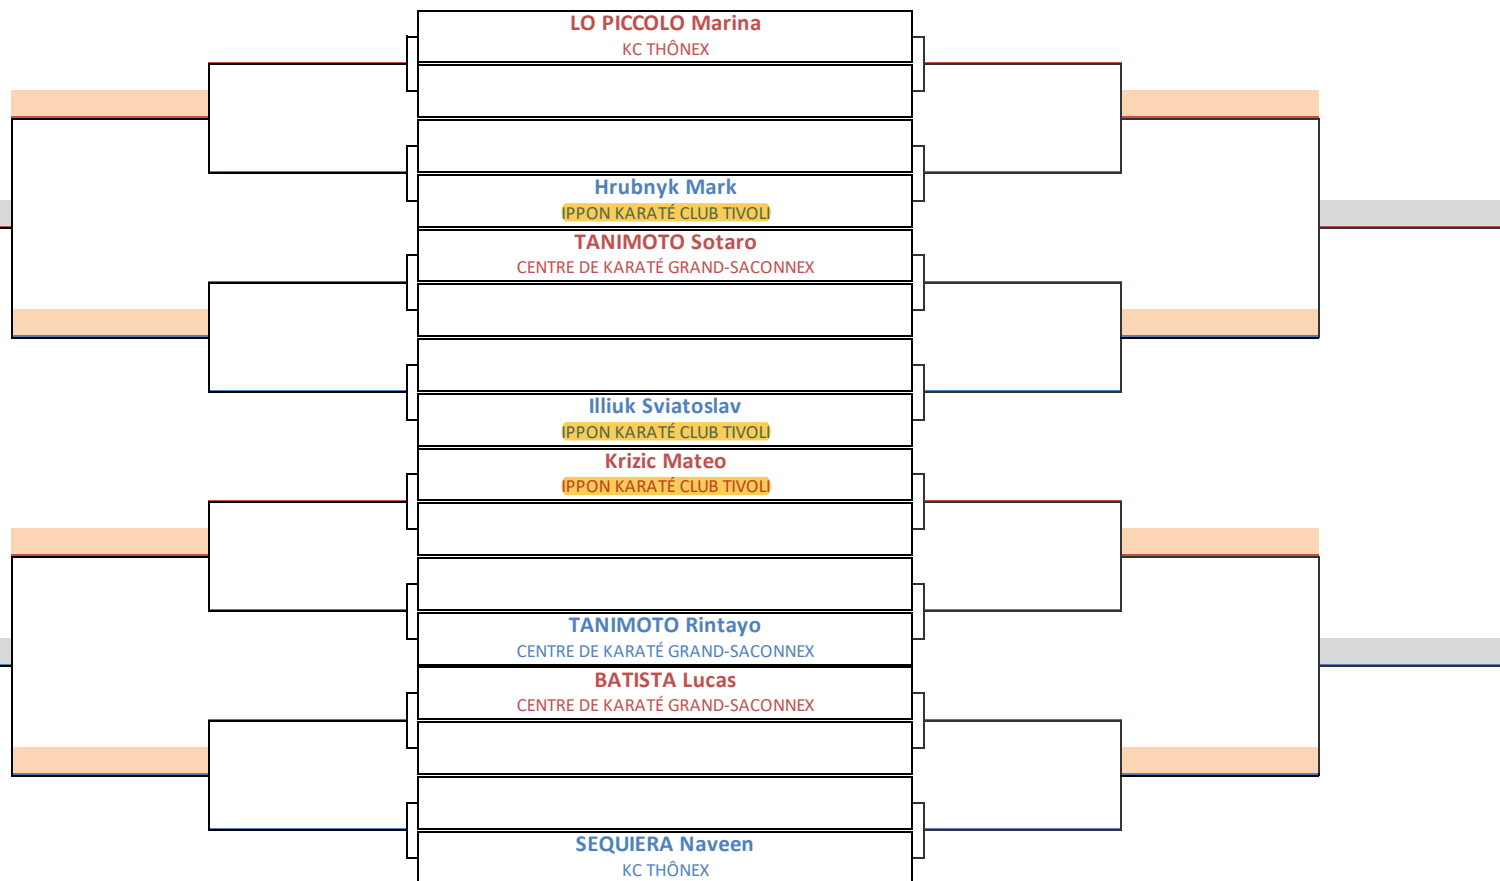 LO PICCOLO Marina
KC THÔNEX
Hrubnyk Mark
IPPON KARATÉ CLUB TIVOLI
TANIMOTO Sotaro
CENTRE DE KARATÉ GRAND-SACONNEX
Illiuk Sviatoslav
IPPON KARATÉ CLUB TIVOLI
Krizic Mateo
IPPON KARATÉ CLUB TIVOLI
TANIMOTO Rintayo
CENTRE DE KARATÉ GRAND-SACONNEX
BATISTA Lucas
CENTRE DE KARATÉ GRAND-SACONNEX
SEQUIERA Naveen
KC THÔNEX